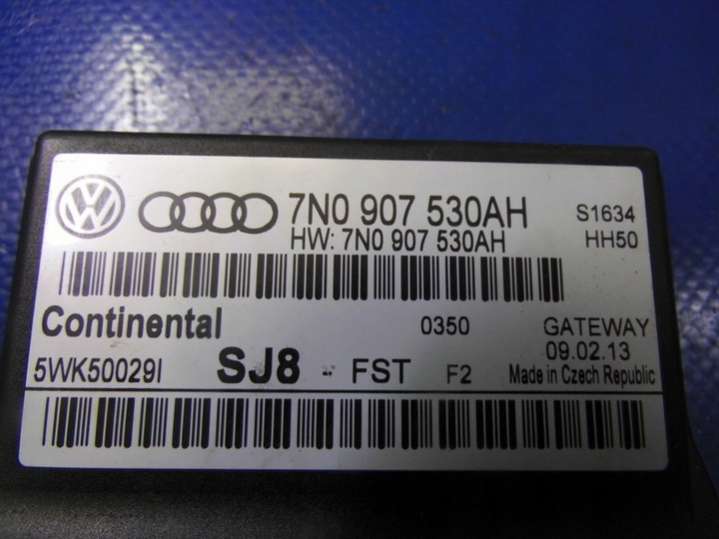 7N0 907 530AH S1634
HW: 7N0 907 530AH HH50
Continental 0350 GATEWAY
09.02.13
5WK50029I SJ8 - FST F2 Made in Czech Republic